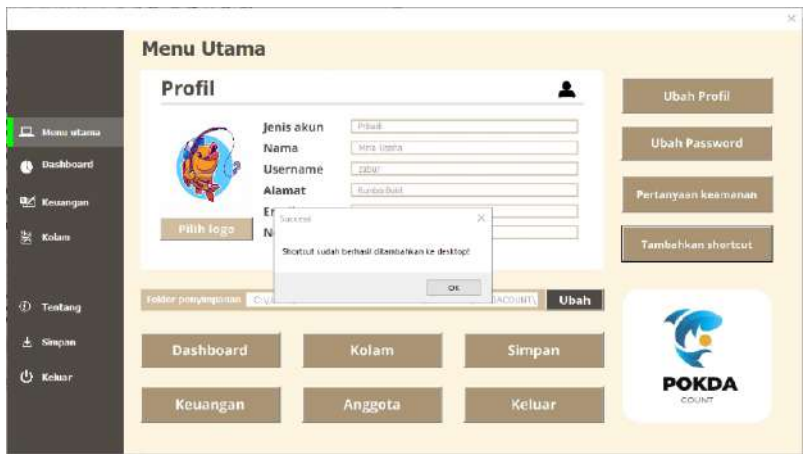 Menu Utama
Menu utama
Dashboard
Keuangan
Kolam
Tentang
Simpan
Keluar
Profil
Jenis akun
Pribadi
Nama
Username
Alamat
Pilih logo
Success
Shortcut sudah berhasil ditambahkan ke desktop!
OK
Folder penyimpanan
Ubah
Dashboard
Kolam
Simpan
Keuangan
Anggota
Keluar
Ubah Profil
Ubah Password
Pertanyaan keamanan
Tambahkan shortcut
POKDA
COUNT